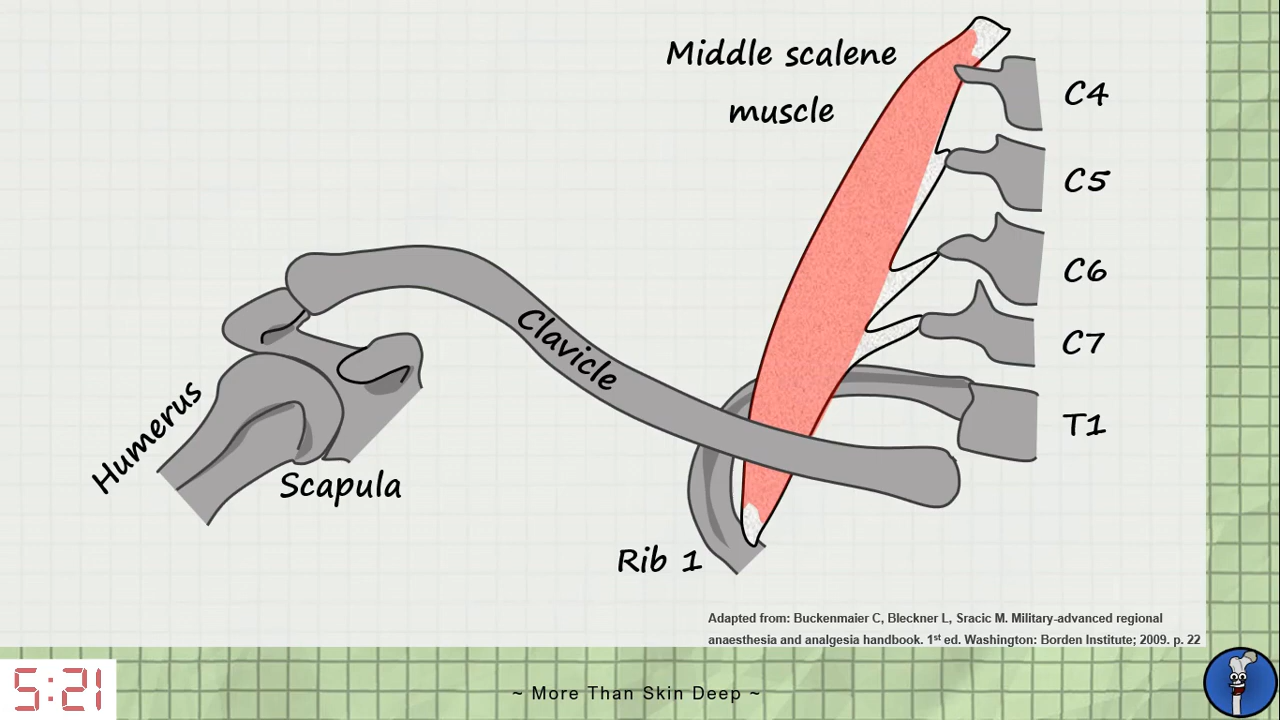 Middle scalene
muscle
C4
C5
C6
C7
T1
Clavicle
Humerus
Scapula
Rib 1
Adapted from: Buckenmaier C, Bleckner L, Sracic M. Military-advanced regional
anaesthesia and analgesia handbook. 1st ed. Washington: Borden Institute; 2009. p. 22
5:21
~ More Than Skin Deep ~